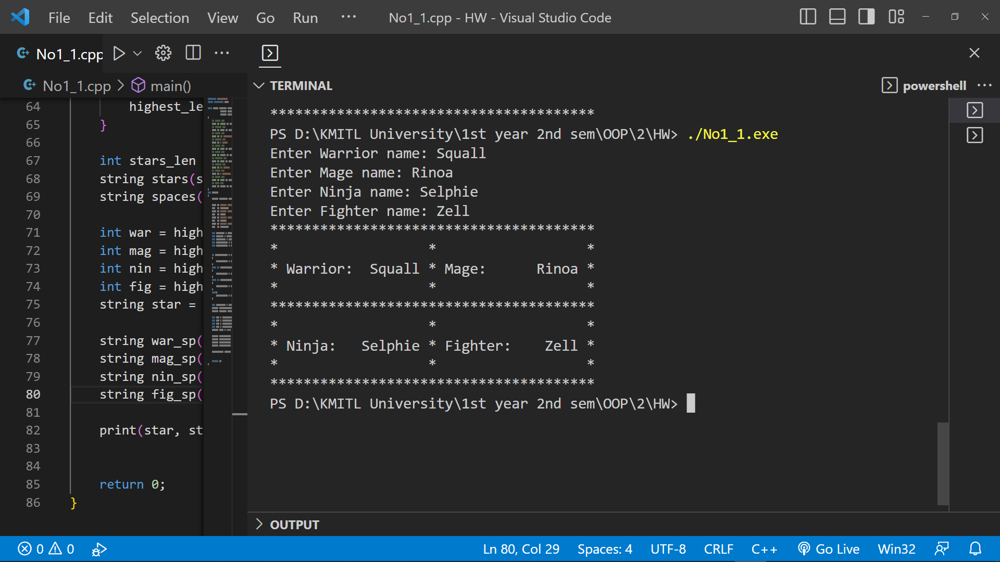 File Edit Selection View Go Run ··· No1_1.cpp - HW - Visual Studio Code
No1_1.cpp
No1_1.cpp > main()
64 highest_le
65 }
66
67 int stars_len
68 string stars(s
69 string spaces(
70
71 int war = high
72 int mag = high
73 int nin = high
74 int fig = high
75 string star =
76
77 string war_sp(
78 string mag_sp(
79 string nin_sp(
80 string fig_sp(
81
82 print(star, st
83
84
85 return 0;
86 }
TERMINAL
powershell
***************************************
PS D:\KMITL University\1st year 2nd sem\OOP\2\HW> ./No1_1.exe
Enter Warrior name: Squall
Enter Mage name: Rinoa
Enter Ninja name: Selphie
Enter Fighter name: Zell
***************************************
*                  *                  *
* Warrior:  Squall * Mage:      Rinoa *
*                  *                  *
***************************************
*                  *                  *
* Ninja:   Selphie * Fighter:    Zell *
*                  *                  *
***************************************
PS D:\KMITL University\1st year 2nd sem\OOP\2\HW>
OUTPUT
0 0 Ln 80, Col 29 Spaces: 4 UTF-8 CRLF C++ Go Live Win32